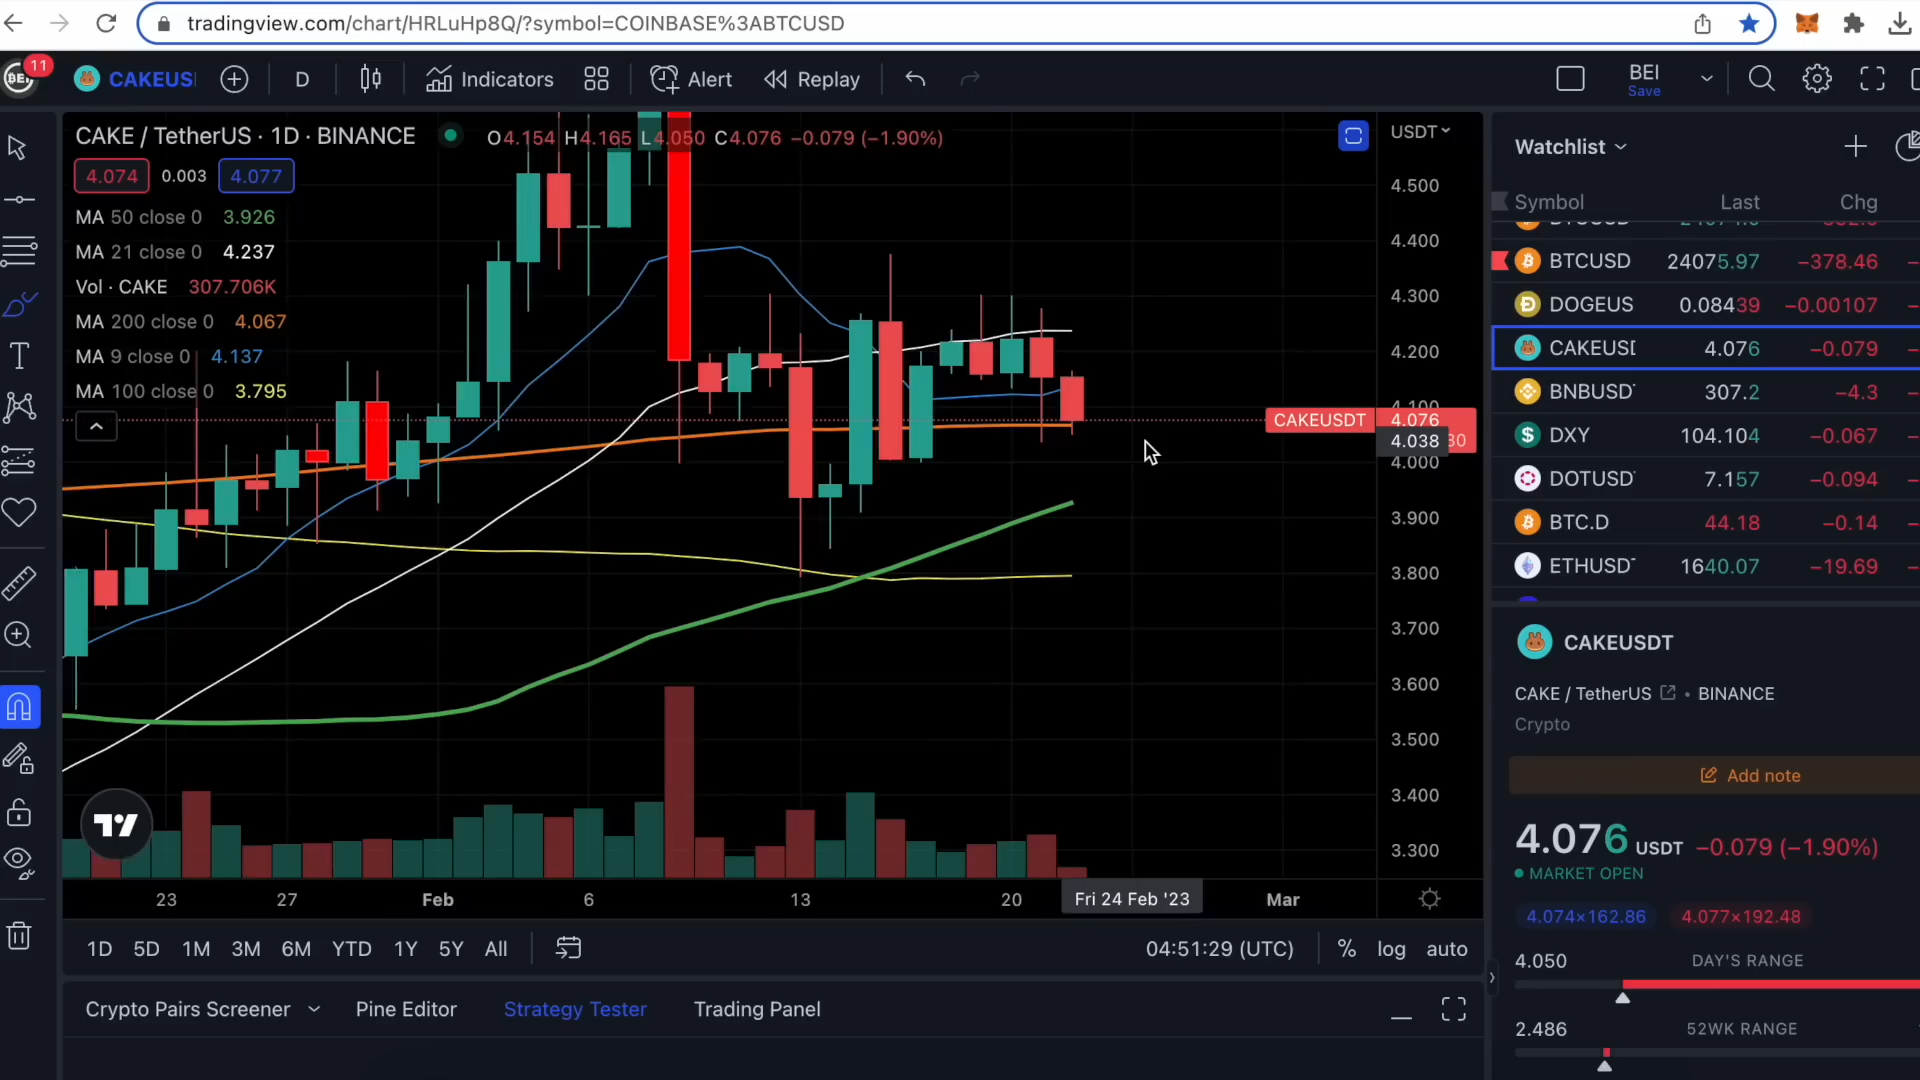 tradingview.com/chart/HRLuHp8Q/?symbol=COINBASE%3ABTCUSD
BEI 11 CAKEUS D Indicators Alert Replay BEI
Save
CAKE / TetherUS · 1D · BINANCE O4.154 H4.165 L4.050 C4.076 −0.079 (−1.90%)
4.074 0.003 4.077
MA 50 close 0 3.926
MA 21 close 0 4.237
Vol · CAKE 307.706K
MA 200 close 0 4.067
MA 9 close 0 4.137
MA 100 close 0 3.795
USDT
4.500
4.400
4.300
4.200
4.100
CAKEUSDT 4.076
4.038 30
4.000
3.900
3.800
3.700
3.600
3.500
3.400
3.300
23 27 Feb 6 13 20 Fri 24 Feb '23 Mar
1D 5D 1M 3M 6M YTD 1Y 5Y All 04:51:29 (UTC) % log auto
Crypto Pairs Screener Pine Editor Strategy Tester Trading Panel
Watchlist
Symbol Last Chg
BTCUSD 24075.97 −378.46
DOGEUS 0.08439 −0.00107
CAKEUSD 4.076 −0.079
BNBUSD 307.2 −4.3
DXY 104.104 −0.067
DOTUSD 7.157 −0.094
BTC.D 44.18 −0.14
ETHUSD 1640.07 −19.69
CAKEUSDT
CAKE / TetherUS • BINANCE
Crypto
Add note
4.076 USDT −0.079 (−1.90%)
MARKET OPEN
4.074×162.86 4.077×192.48
4.050 DAY'S RANGE
2.486 52WK RANGE